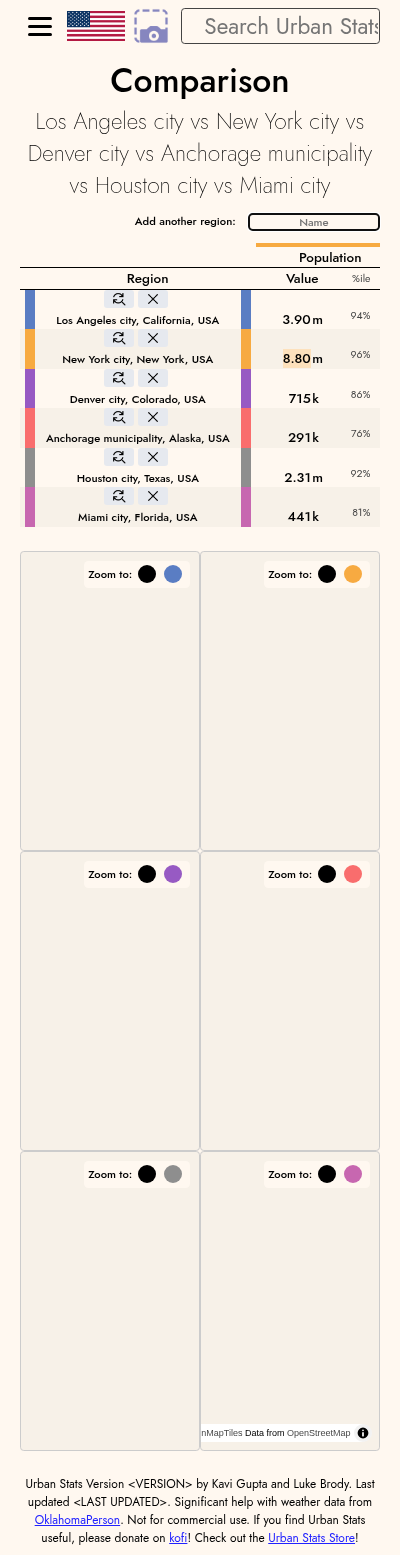 Search Urban Stats
Comparison
Los Angeles city vs New York city vs
Denver city vs Anchorage municipality
vs Houston city vs Miami city
Add another region: Name
Population
Region Value %ile
Los Angeles city, California, USA 3.90m 94%
New York city, New York, USA 8.80m 96%
Denver city, Colorado, USA 715k 86%
Anchorage municipality, Alaska, USA 291k 76%
Houston city, Texas, USA 2.31m 92%
Miami city, Florida, USA 441k 81%
Zoom to: Zoom to:
Zoom to: Zoom to:
Zoom to: Zoom to:
nMapTiles Data from OpenStreetMap
Urban Stats Version <VERSION> by Kavi Gupta and Luke Brody. Last
updated <LAST UPDATED>. Significant help with weather data from
OklahomaPerson. Not for commercial use. If you find Urban Stats
useful, please donate on kofi! Check out the Urban Stats Store!